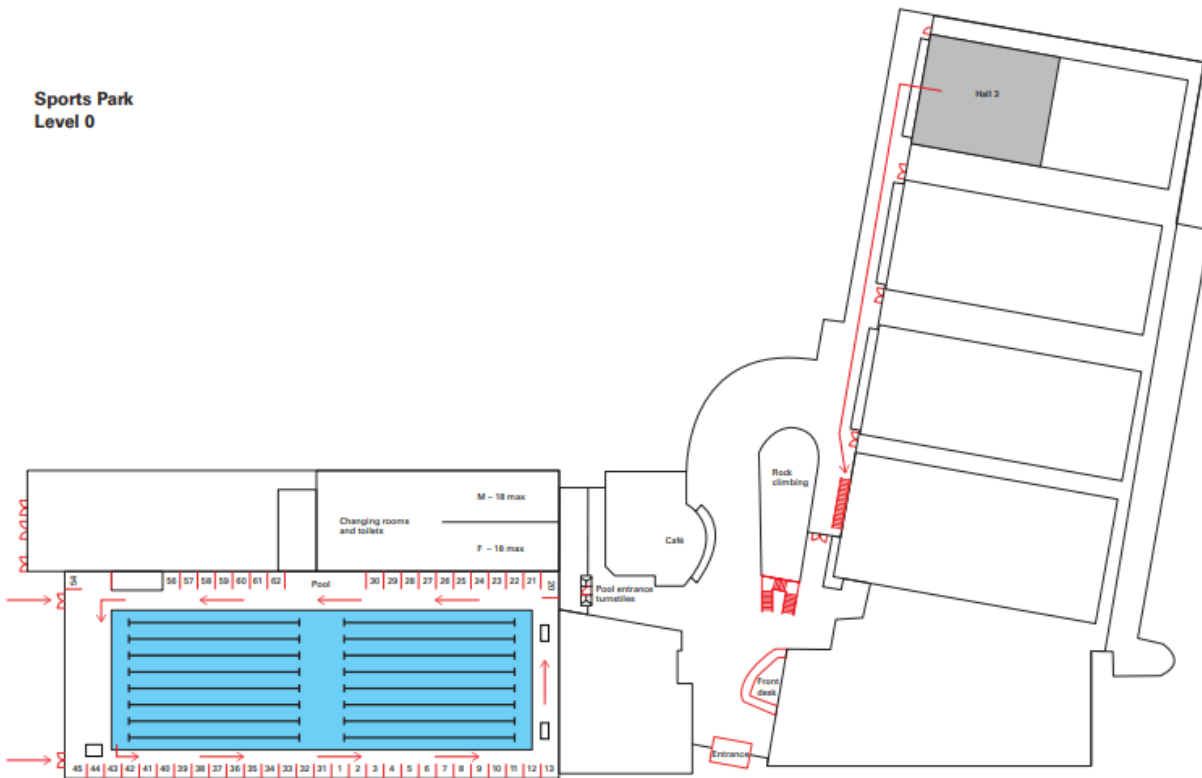 Sports Park
Level 0
Hall 3
Rock
climbing
M – 18 max
Changing rooms
and toilets
F – 18 max
Café
Pool entrance
turnstiles
54
56 57 58 59 60 61 62
Pool
30 29 28 27 26 25 24 23 22 21
20
Front
desk
Entrance
45 44 43 42 41 40 39 38 37 36 35 34 33 32 31 1 2 3 4 5 6 7 8 9 10 11 12 13